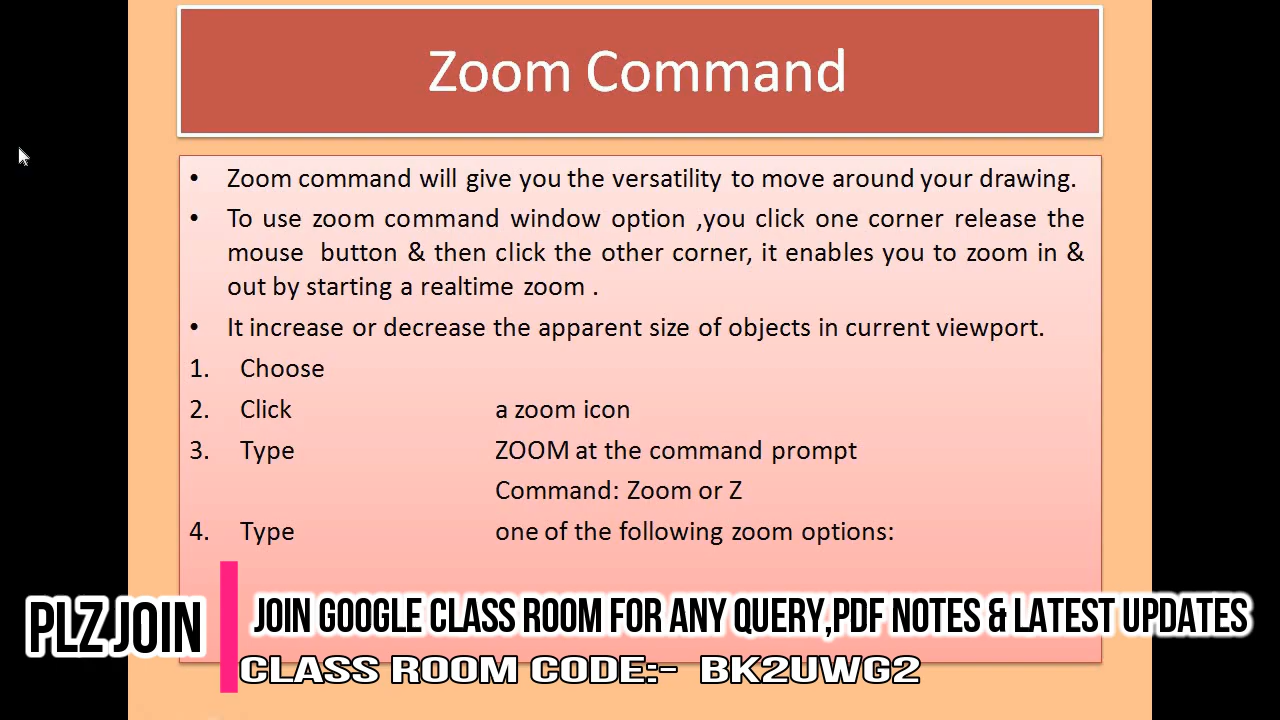 Zoom Command
• Zoom command will give you the versatility to move around your drawing.
• To use zoom command window option ,you click one corner release the
mouse button & then click the other corner, it enables you to zoom in &
out by starting a realtime zoom .
• It increase or decrease the apparent size of objects in current viewport.
1. Choose
2. Click a zoom icon
3. Type ZOOM at the command prompt
Command: Zoom or Z
4. Type one of the following zoom options:
PLZ JOIN
JOIN GOOGLE CLASS ROOM FOR ANY QUERY,PDF NOTES & LATEST UPDATES
CLASS ROOM CODE:- BK2UWG2